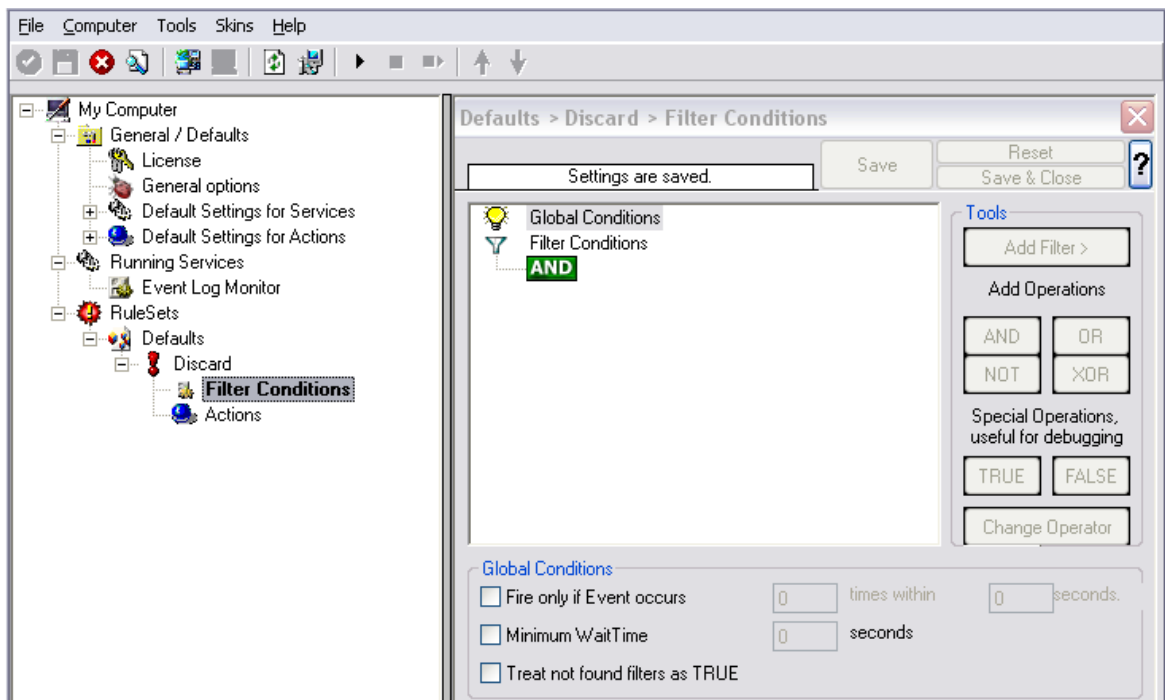 File Computer Tools Skins Help
My Computer
General / Defaults
License
General options
Default Settings for Services
Default Settings for Actions
Running Services
Event Log Monitor
RuleSets
Defaults
Discard
Filter Conditions
Actions
Defaults > Discard > Filter Conditions
Settings are saved.
Save
Reset
Save & Close
?
Global Conditions
Filter Conditions
AND
Tools
Add Filter >
Add Operations
AND OR
NOT XOR
Special Operations,
useful for debugging
TRUE FALSE
Change Operator
Global Conditions
Fire only if Event occurs 0 times within 0 seconds.
Minimum WaitTime 0 seconds
Treat not found filters as TRUE